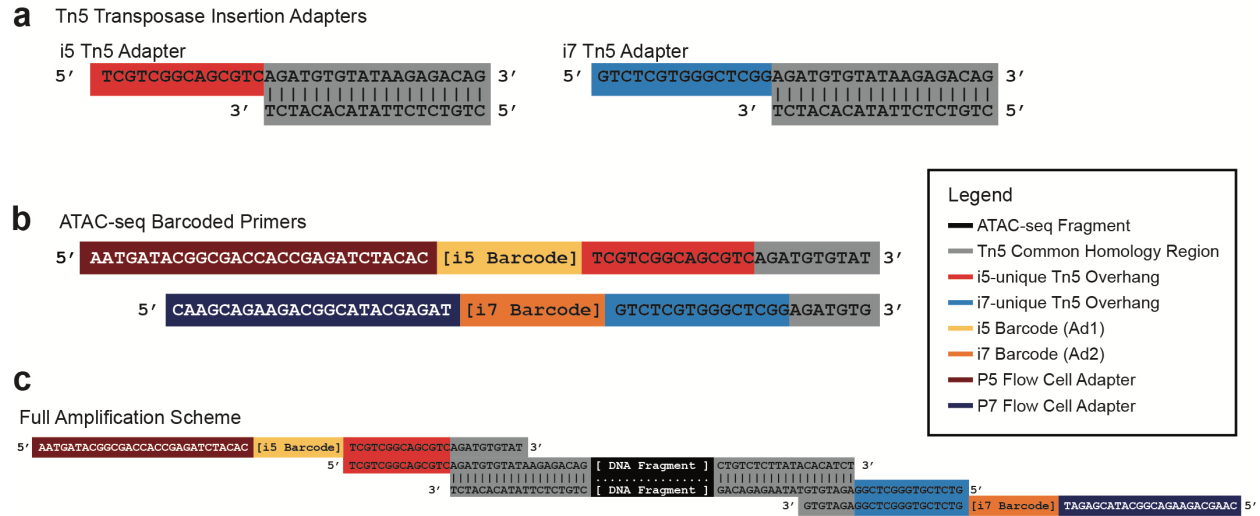 a Tn5 Transposase Insertion Adapters
i5 Tn5 Adapter
5′ TCGTCGGCAGCGTCAGATGTGTATAAGAGACAG 3′
3′ TCTACACATATTCTCTGTC 5′
i7 Tn5 Adapter
5′ GTCTCGTGGGCTCGGAGATGTGTATAAGAGACAG 3′
3′ TCTACACATATTCTCTGTC 5′
b ATAC-seq Barcoded Primers
5′ AATGATACGGCGACCACCGAGATCTACAC [i5 Barcode] TCGTCGGCAGCGTCAGATGTGTAT 3′
5′ CAAGCAGAAGACGGCATACGAGAT [i7 Barcode] GTCTCGTGGGCTCGGAGATGTG 3′
Legend
ATAC-seq Fragment
Tn5 Common Homology Region
i5-unique Tn5 Overhang
i7-unique Tn5 Overhang
i5 Barcode (Ad1)
i7 Barcode (Ad2)
P5 Flow Cell Adapter
P7 Flow Cell Adapter
c
Full Amplification Scheme
5′ AATGATACGGCGACCACCGAGATCTACAC [i5 Barcode] TCGTCGGCAGCGTCAGATGTGTAT 3′
5′ TCGTCGGCAGCGTCAGATGTGTATAAGAGACAG [ DNA Fragment ] CTGTCTCTTATACACATCT 3′
3′ TCTACACATATTCTCTGTC [ DNA Fragment ] GACAGAGAATATGTGTAGAGGCTCGGGTGCTCTG 5′
3′ GTGTAGAGGCTCGGGTGCTCTG [i7 Barcode] TAGAGCATACGGCAGAAGACGAAC 5′